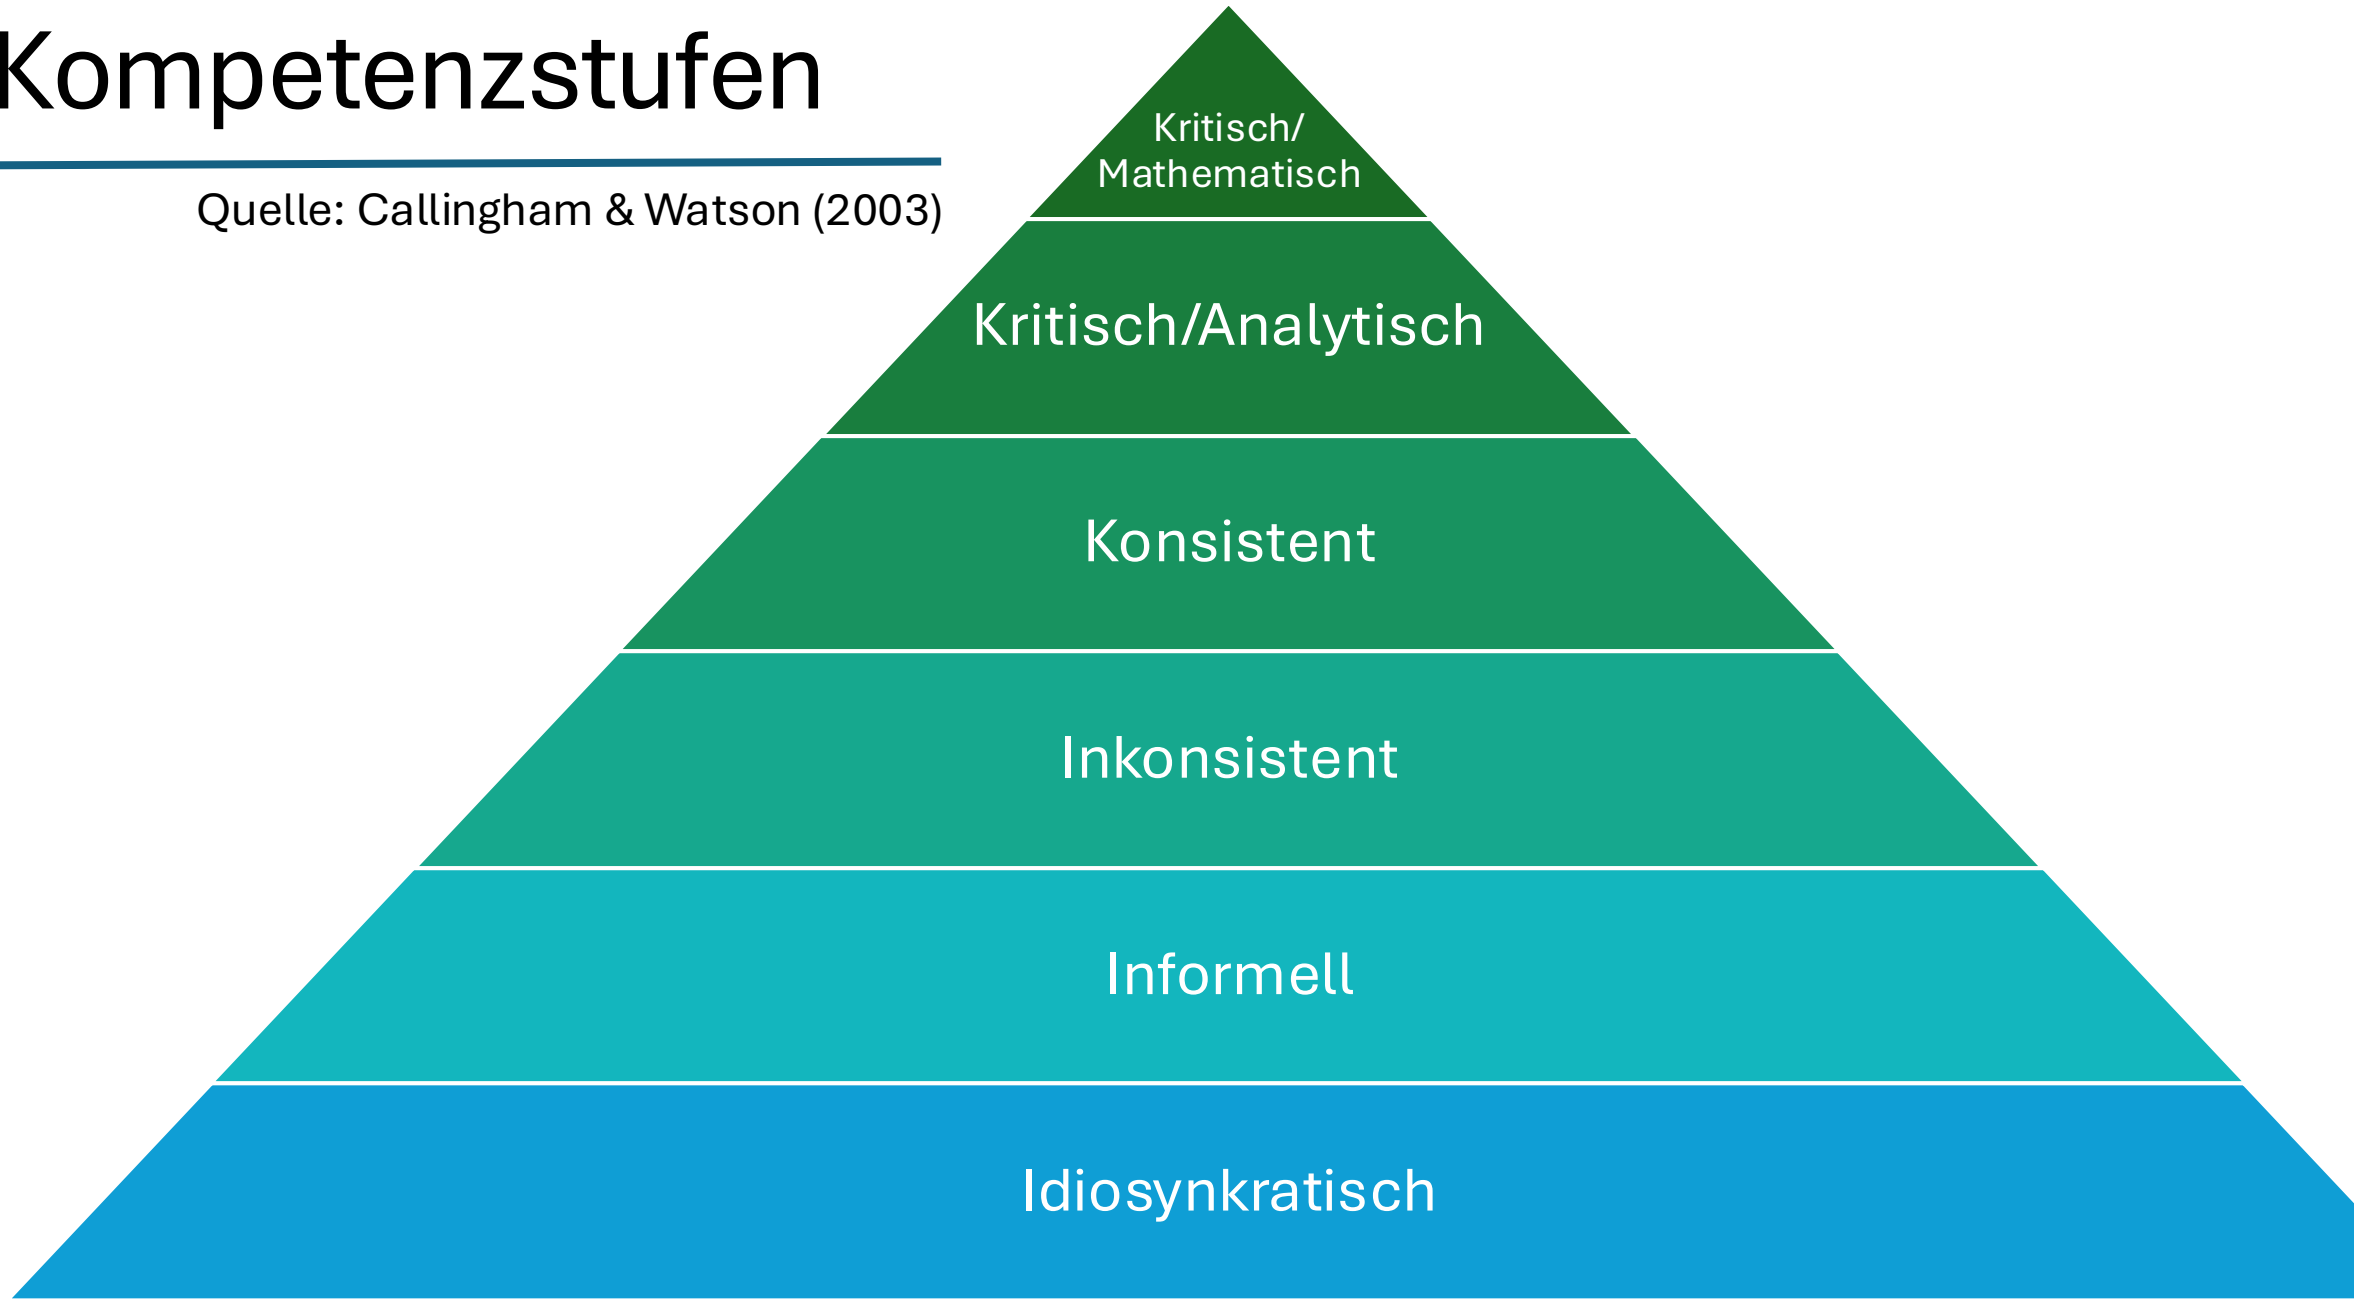 Kompetenzstufen
Quelle: Callingham & Watson (2003)
Kritisch/
Mathematisch
Kritisch/Analytisch
Konsistent
Inkonsistent
Informell
Idiosynkratisch